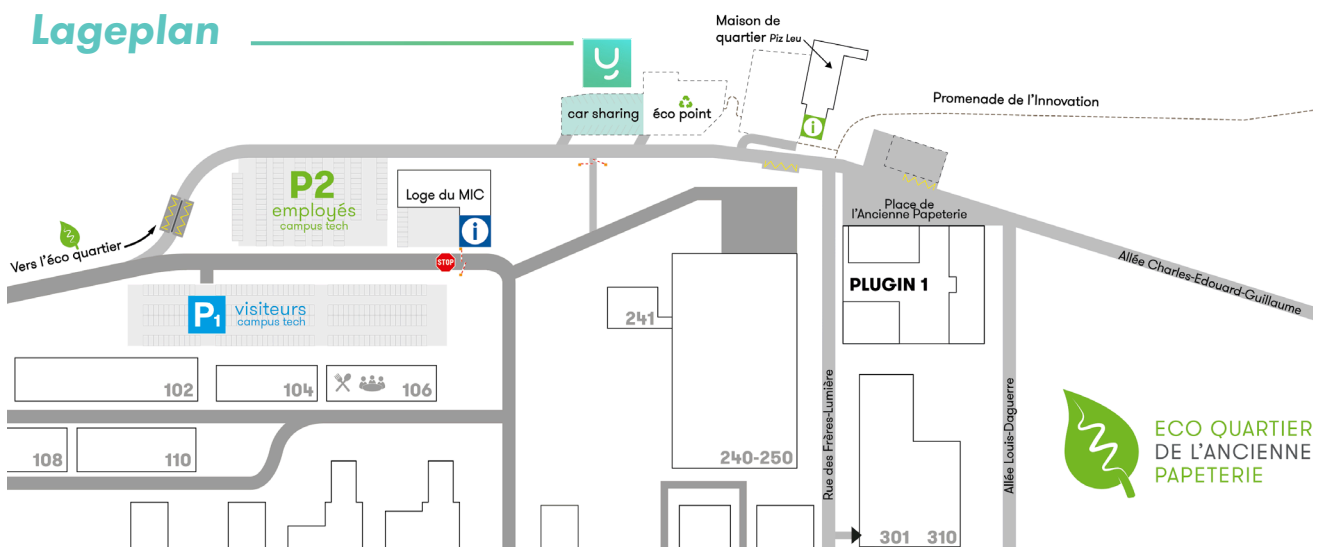 Lageplan
Maison de
quartier Piz Leu
car sharing
éco point
Promenade de l'Innovation
P2
employés
campus tech
Loge du MIC
i
i
Place de
l'Ancienne Papeterie
Vers l'éco quartier
STOP
Allée Charles-Edouard-Guillaume
P1
visiteurs
campus tech
PLUGIN 1
241
102
104
106
Rue des Frères-Lumière
Allée Louis-Daguerre
ECO QUARTIER
DE L'ANCIENNE
PAPETERIE
108
110
240-250
301
310